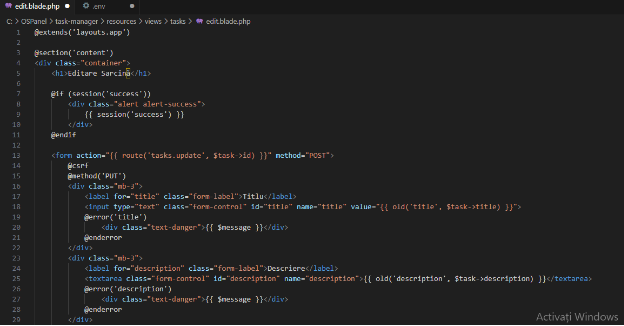 edit.blade.php
.env
C: > OSPanel > task-manager > resources > views > tasks > edit.blade.php
1 @extends('layouts.app')
2
3 @section('content')
4 <div class="container">
5 <h1>Editare Sarcina</h1>
6
7 @if (session('success'))
8 <div class="alert alert-success">
9 {{ session('success') }}
10 </div>
11 @endif
12
13 <form action="{{ route('tasks.update', $task->id) }}" method="POST">
14 @csrf
15 @method('PUT')
16 <div class="mb-3">
17 <label for="title" class="form-label">Titlu</label>
18 <input type="text" class="form-control" id="title" name="title" value="{{ old('title', $task->title) }}">
19 @error('title')
20 <div class="text-danger">{{ $message }}</div>
21 @enderror
22 </div>
23 <div class="mb-3">
24 <label for="description" class="form-label">Descriere</label>
25 <textarea class="form-control" id="description" name="description">{{ old('description', $task->description) }}</textarea>
26 @error('description')
27 <div class="text-danger">{{ $message }}</div>
28 @enderror
29 </div>
Activați Windows